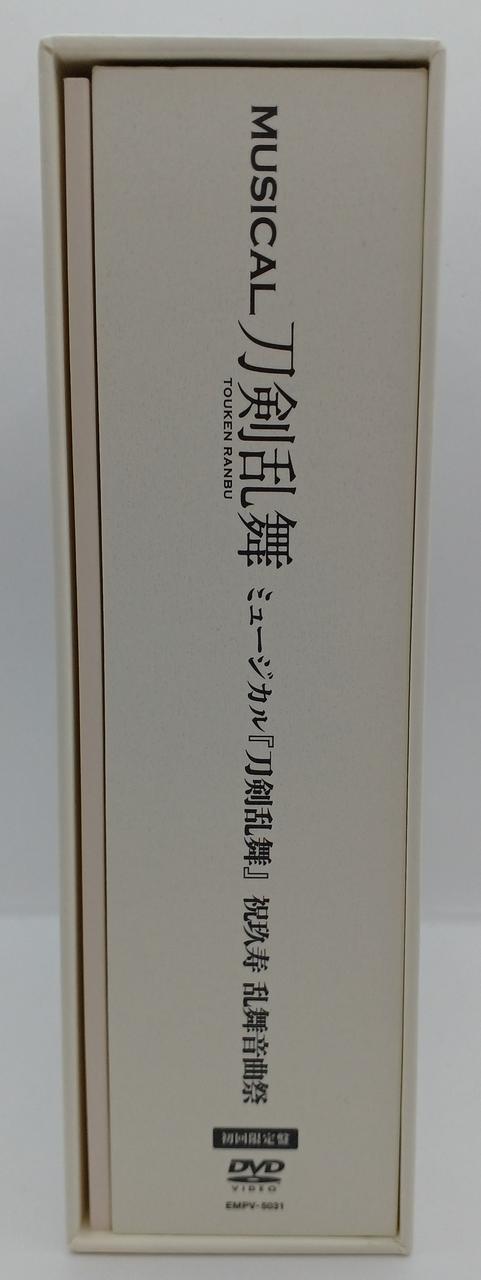 MUSICAL 刀剣乱舞
TOUKEN RANBU
ミュージカル『刀剣乱舞』 祝玖寿 乱舞音曲祭
初回限定盤
DVD
VIDEO
EMPV-5031